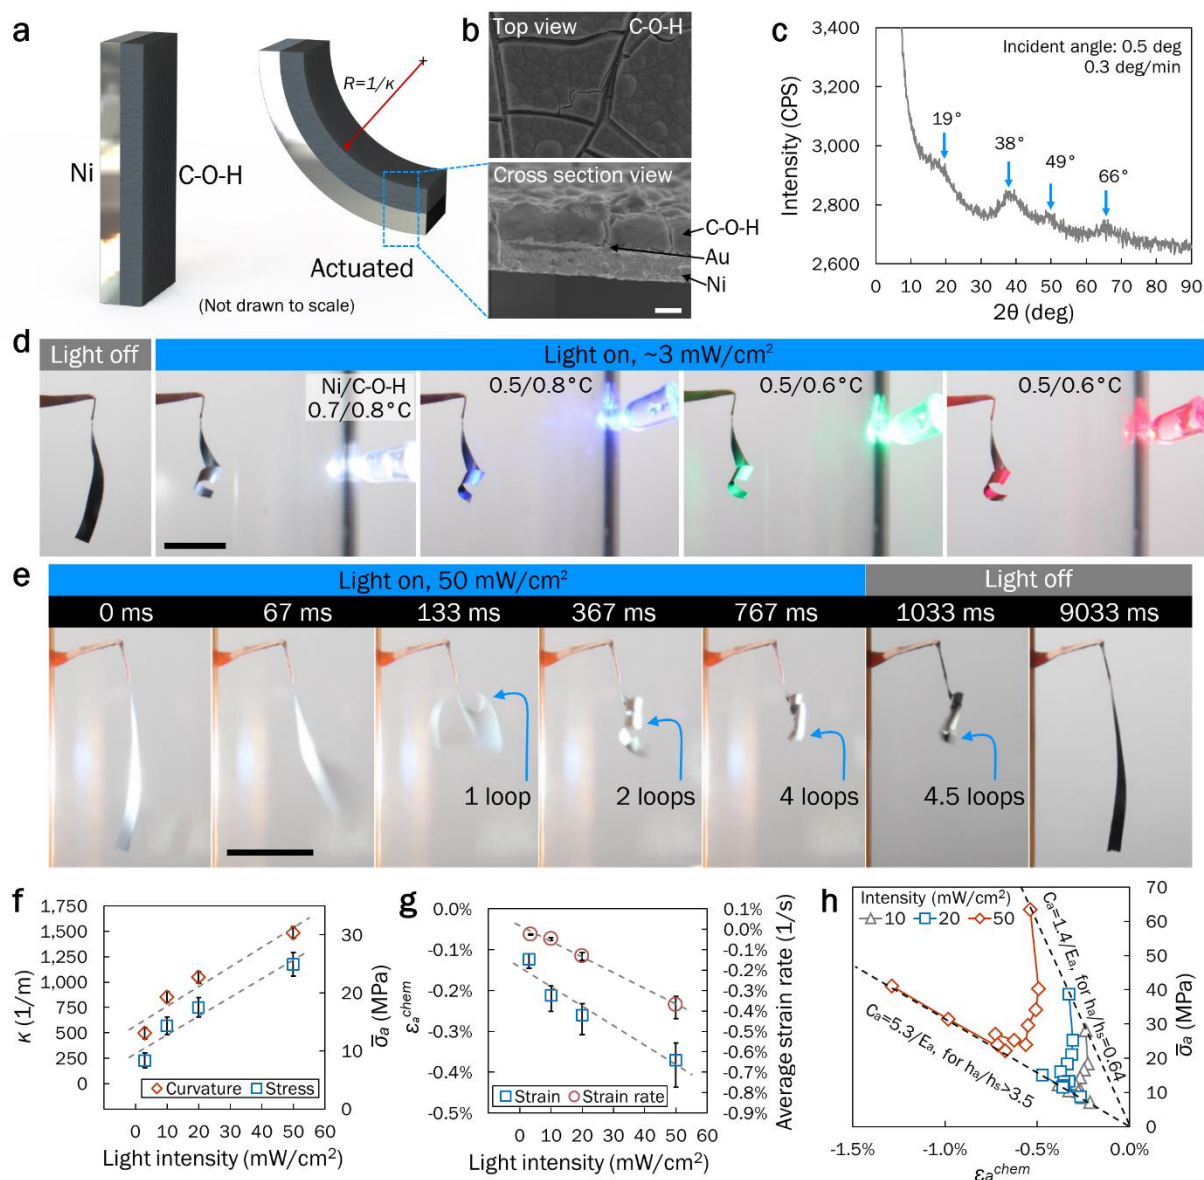 a
Ni
C-O-H
R=1/κ
Actuated
(Not drawn to scale)
b
Top view
C-O-H
Cross section view
C-O-H
Au
Ni
c
3,400
3,200
3,000
2,800
2,600
Intensity (CPS)
Incident angle: 0.5 deg
0.3 deg/min
19°
38°
49°
66°
0 10 20 30 40 50 60 70 80 90
2θ (deg)
d
Light off
Light on, ~3 mW/cm²
Ni/C-O-H
0.7/0.8°C
0.5/0.8°C
0.5/0.6°C
0.5/0.6°C
e
Light on, 50 mW/cm²
Light off
0 ms
67 ms
133 ms
367 ms
767 ms
1033 ms
9033 ms
1 loop
2 loops
4 loops
4.5 loops
f
1,750
1,500
1,250
1,000
750
500
250
0
κ (1/m)
30
20
10
0
σ̅ₐ (MPa)
Curvature
Stress
0 10 20 30 40 50 60
Light intensity (mW/cm²)
g
0.0%
-0.1%
-0.2%
-0.3%
-0.4%
-0.5%
εₐᶜʰᵉᵐ
0.1%
0.0%
-0.1%
-0.2%
-0.3%
-0.4%
-0.5%
-0.6%
-0.7%
-0.8%
-0.9%
Average strain rate (1/s)
Strain
Strain rate
0 10 20 30 40 50 60
Light intensity (mW/cm²)
h
Intensity (mW/cm²)
10
20
50
Cₐ=1.4/Eₐ, for hₐ/hₛ=0.64
Cₐ=5.3/Eₐ, for hₐ/hₛ>3.5
70
60
50
40
30
20
10
0
σ̅ₐ (MPa)
-1.5% -1.0% -0.5% 0.0%
εₐᶜʰᵉᵐ